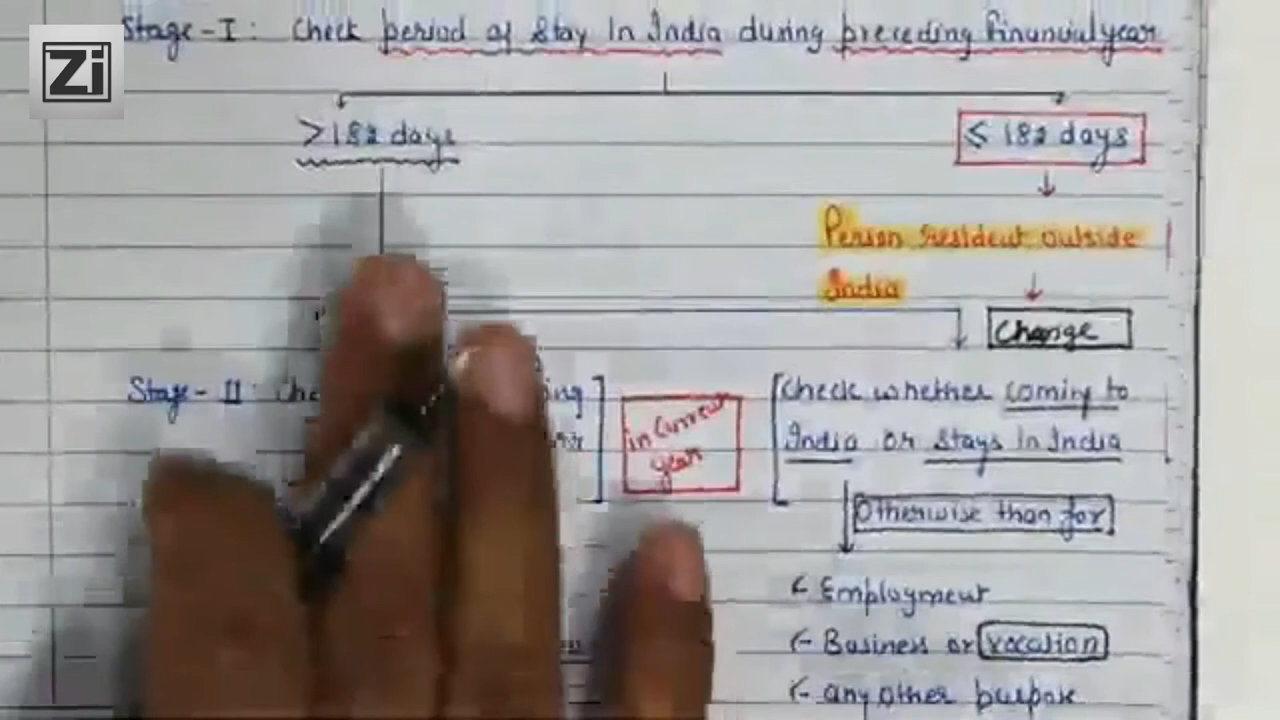 Zi
Stage-I: Check period of Stay In India during preceding Financial year
>182 days
≤ 182 days
Person resident outside
India
Change
Stage-II:
in Current
year
Check whether coming to
India or Stays in India
Otherwise than for
Employment
Business or vocation
any other purpose